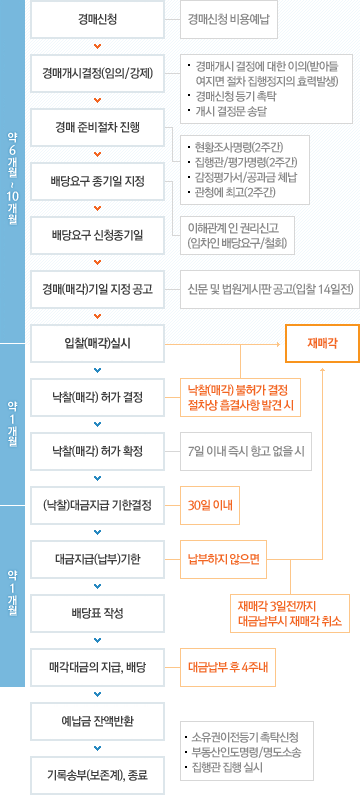 경매신청
경매신청 비용예납
경매개시결정(임의/강제)
경매개시 결정에 대한 이의(받아들
여지면 절차 집행정지의 효력발생)
경매신청 등기 촉탁
개시 결정문 송달
경매 준비절차 진행
현황조사명령(2주간)
집행관/평가명령(2주간)
감정평가서/공과금 체납
관청에 최고(2주간)
배당요구 종기일 지정
배당요구 신청종기일
이해관계 인 권리신고
(임차인 배당요구/철회)
경매(매각)기일 지정 공고
신문 및 법원게시판 공고(입찰 14일전)
약
6
개
월
~
10
개
월
입찰(매각)실시
재매각
낙찰(매각) 허가 결정
낙찰(매각) 불허가 결정
절차상 흠결사항 발견 시
낙찰(매각) 허가 확정
7일 이내 즉시 항고 없을 시
약
1
개
월
(낙찰)대금지급 기한결정
30일 이내
대금지급(납부)기한
납부하지 않으면
재매각 3일전까지
대금납부시 재매각 취소
배당표 작성
매각대금의 지급, 배당
대금납부 후 4주내
약
1
개
월
예납금 잔액반환
소유권이전등기 촉탁신청
부동산인도명령/명도소송
집행관 집행 실시
기록송부(보존계), 종료